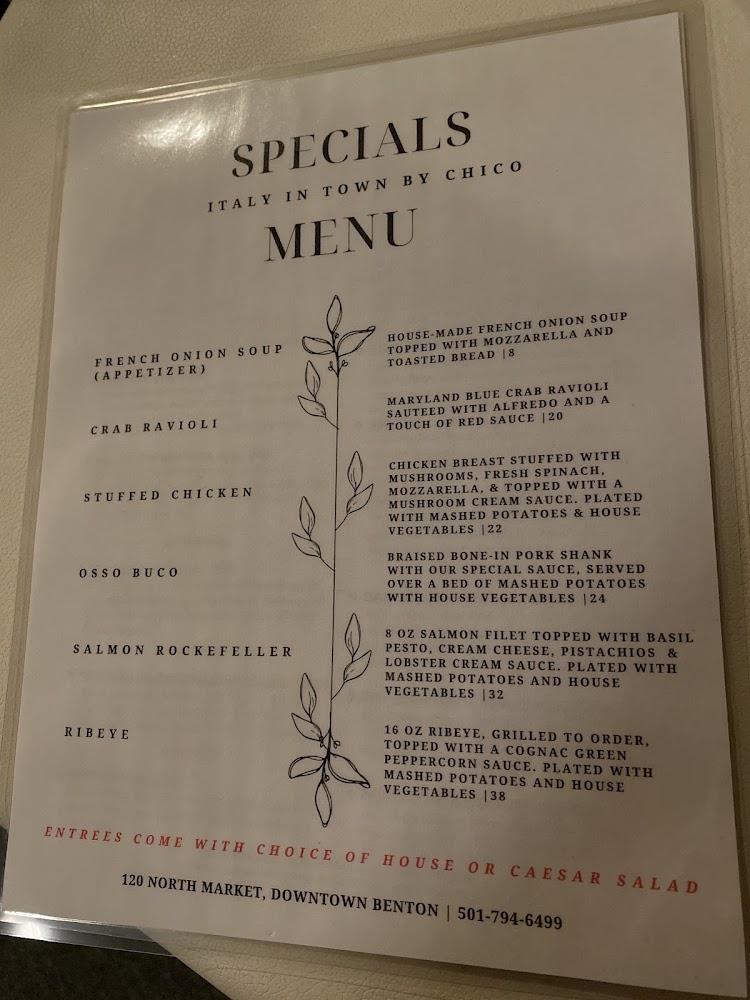 SPECIALS
ITALY IN TOWN BY CHICO
MENU
FRENCH ONION SOUP
(APPETIZER)
HOUSE-MADE FRENCH ONION SOUP
TOPPED WITH MOZZARELLA AND
TOASTED BREAD |8
CRAB RAVIOLI
MARYLAND BLUE CRAB RAVIOLI
SAUTEED WITH ALFREDO AND A
TOUCH OF RED SAUCE |20
STUFFED CHICKEN
CHICKEN BREAST STUFFED WITH
MUSHROOMS, FRESH SPINACH,
MOZZARELLA, & TOPPED WITH A
MUSHROOM CREAM SAUCE. PLATED
WITH MASHED POTATOES & HOUSE
VEGETABLES |22
OSSO BUCO
BRAISED BONE-IN PORK SHANK
WITH OUR SPECIAL SAUCE, SERVED
OVER A BED OF MASHED POTATOES
WITH HOUSE VEGETABLES |24
SALMON ROCKEFELLER
8 OZ SALMON FILET TOPPED WITH BASIL
PESTO, CREAM CHEESE, PISTACHIOS &
LOBSTER CREAM SAUCE. PLATED WITH
MASHED POTATOES AND HOUSE
VEGETABLES |32
RIBEYE
16 OZ RIBEYE, GRILLED TO ORDER,
TOPPED WITH A COGNAC GREEN
PEPPERCORN SAUCE. PLATED WITH
MASHED POTATOES AND HOUSE
VEGETABLES |38
ENTREES COME WITH CHOICE OF HOUSE OR CAESAR SALAD
120 NORTH MARKET, DOWNTOWN BENTON | 501-794-6499